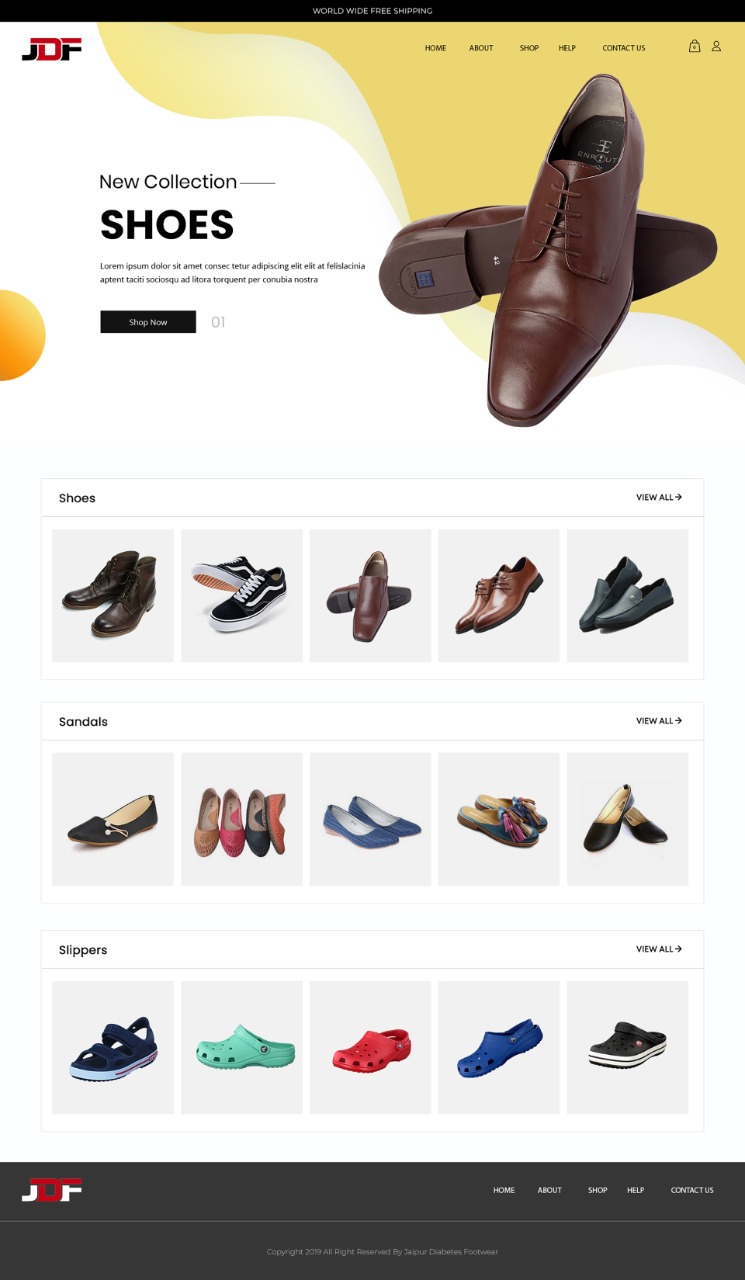 WORLD WIDE FREE SHIPPING
JDF
HOME ABOUT SHOP HELP CONTACT US
0
New Collection
SHOES
Lorem ipsum dolor sit amet consec tetur adipiscing elit elit at felislacinia
aptent taciti sociosqu ad litora torquent per conubia nostra
Shop Now 01
42
Shoes VIEW ALL
Sandals VIEW ALL
Slippers VIEW ALL
JDF
HOME ABOUT SHOP HELP CONTACT US
Copyright 2019 All Right Reserved By Jaipur Diabetes Footwear